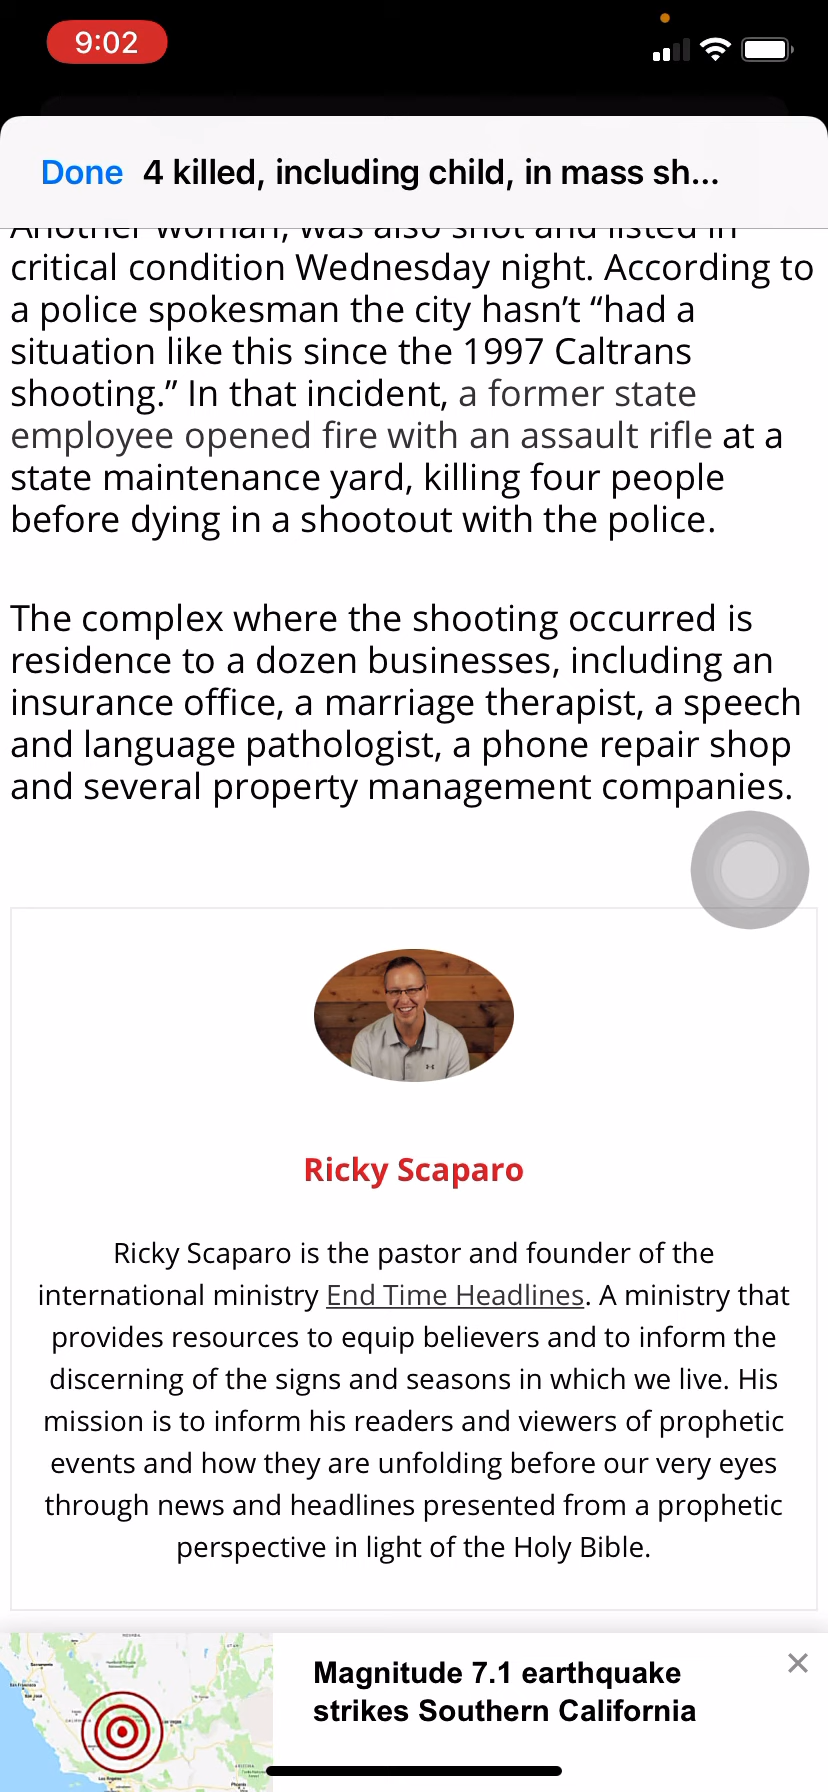 9:02
Done 4 killed, including child, in mass sh...
Another woman, was also shot and listed in
critical condition Wednesday night. According to
a police spokesman the city hasn’t “had a
situation like this since the 1997 Caltrans
shooting.” In that incident, a former state
employee opened fire with an assault rifle at a
state maintenance yard, killing four people
before dying in a shootout with the police.
The complex where the shooting occurred is
residence to a dozen businesses, including an
insurance office, a marriage therapist, a speech
and language pathologist, a phone repair shop
and several property management companies.
Ricky Scaparo
Ricky Scaparo is the pastor and founder of the
international ministry End Time Headlines. A ministry that
provides resources to equip believers and to inform the
discerning of the signs and seasons in which we live. His
mission is to inform his readers and viewers of prophetic
events and how they are unfolding before our very eyes
through news and headlines presented from a prophetic
perspective in light of the Holy Bible.
Magnitude 7.1 earthquake
strikes Southern California